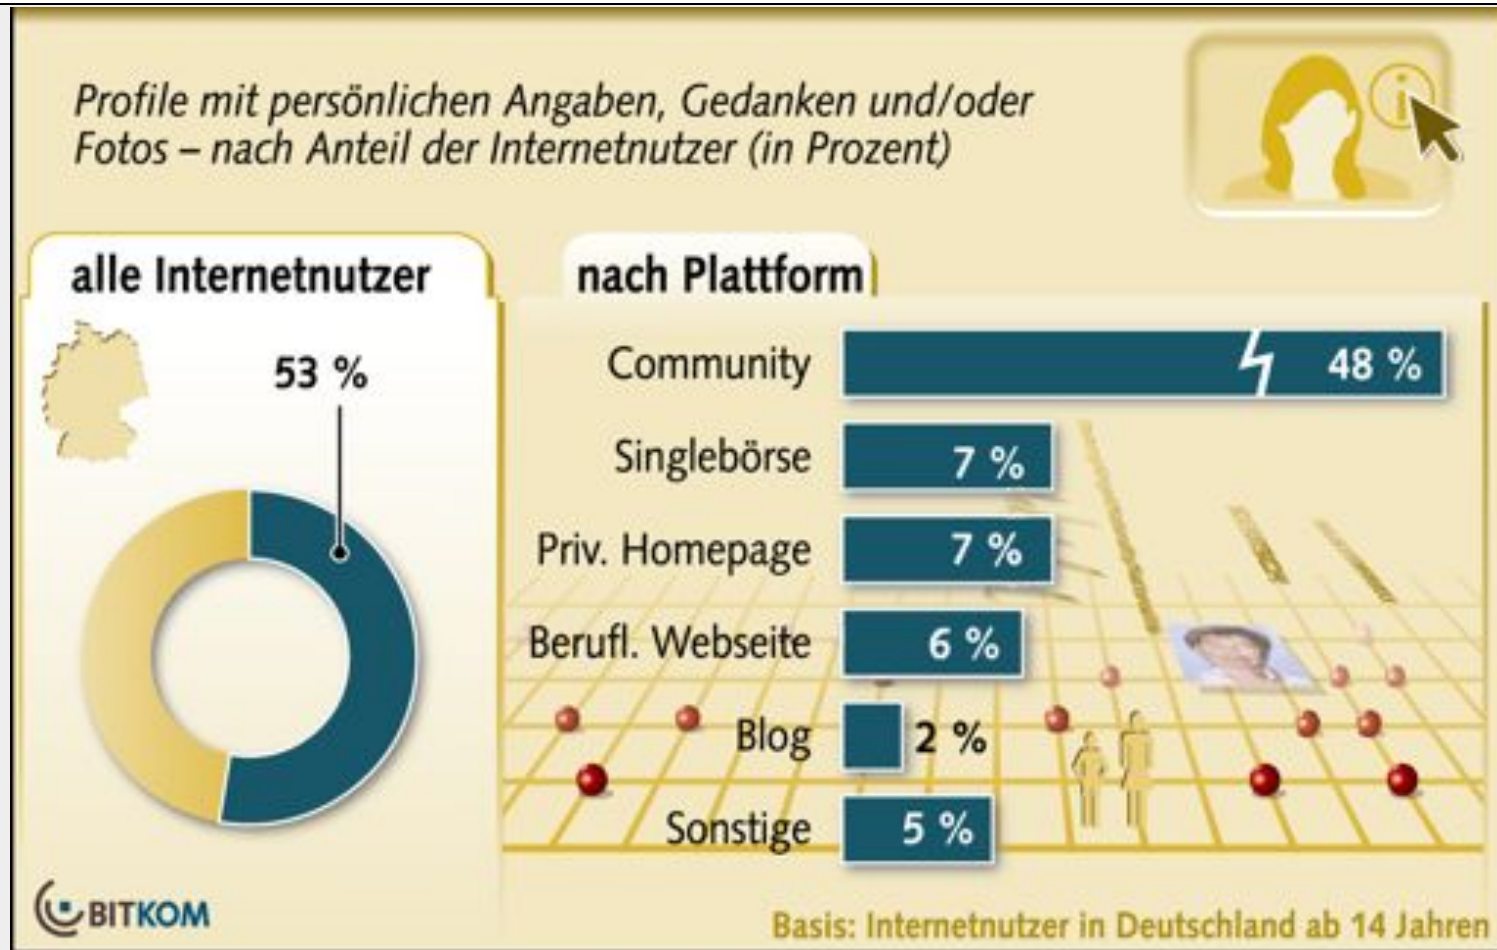 Profile mit persönlichen Angaben, Gedanken und/oder
Fotos – nach Anteil der Internetnutzer (in Prozent)
alle Internetnutzer
53 %
nach Plattform
Community 48 %
Singlebörse 7 %
Priv. Homepage 7 %
Berufl. Webseite 6 %
Blog 2 %
Sonstige 5 %
BITKOM
Basis: Internetnutzer in Deutschland ab 14 Jahren